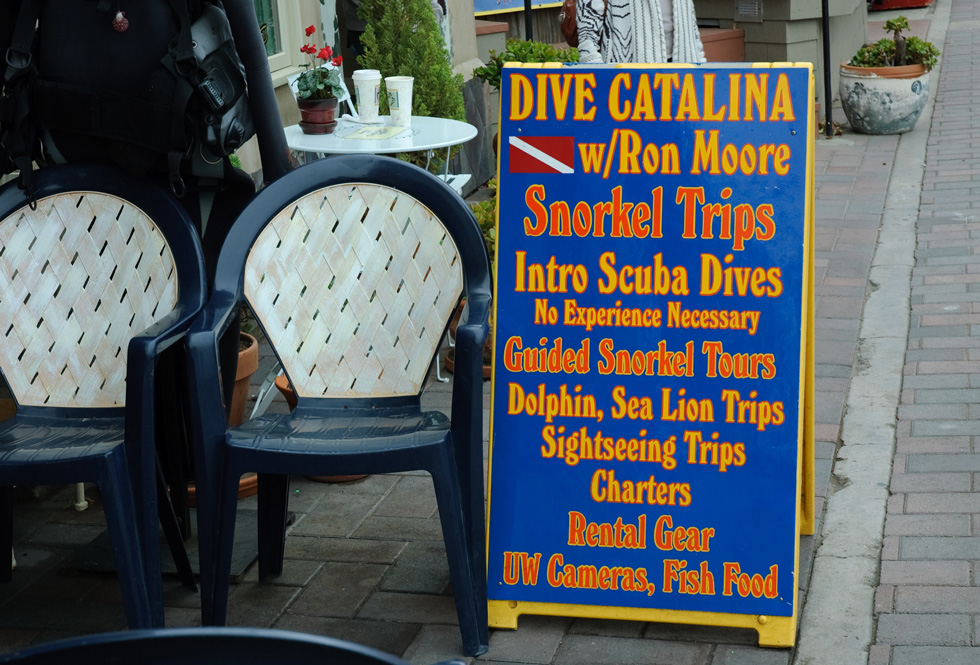 DIVE CATALINA
w/Ron Moore
Snorkel Trips
Intro Scuba Dives
No Experience Necessary
Guided Snorkel Tours
Dolphin, Sea Lion Trips
Sightseeing Trips
Charters
Rental Gear
UW Cameras, Fish Food